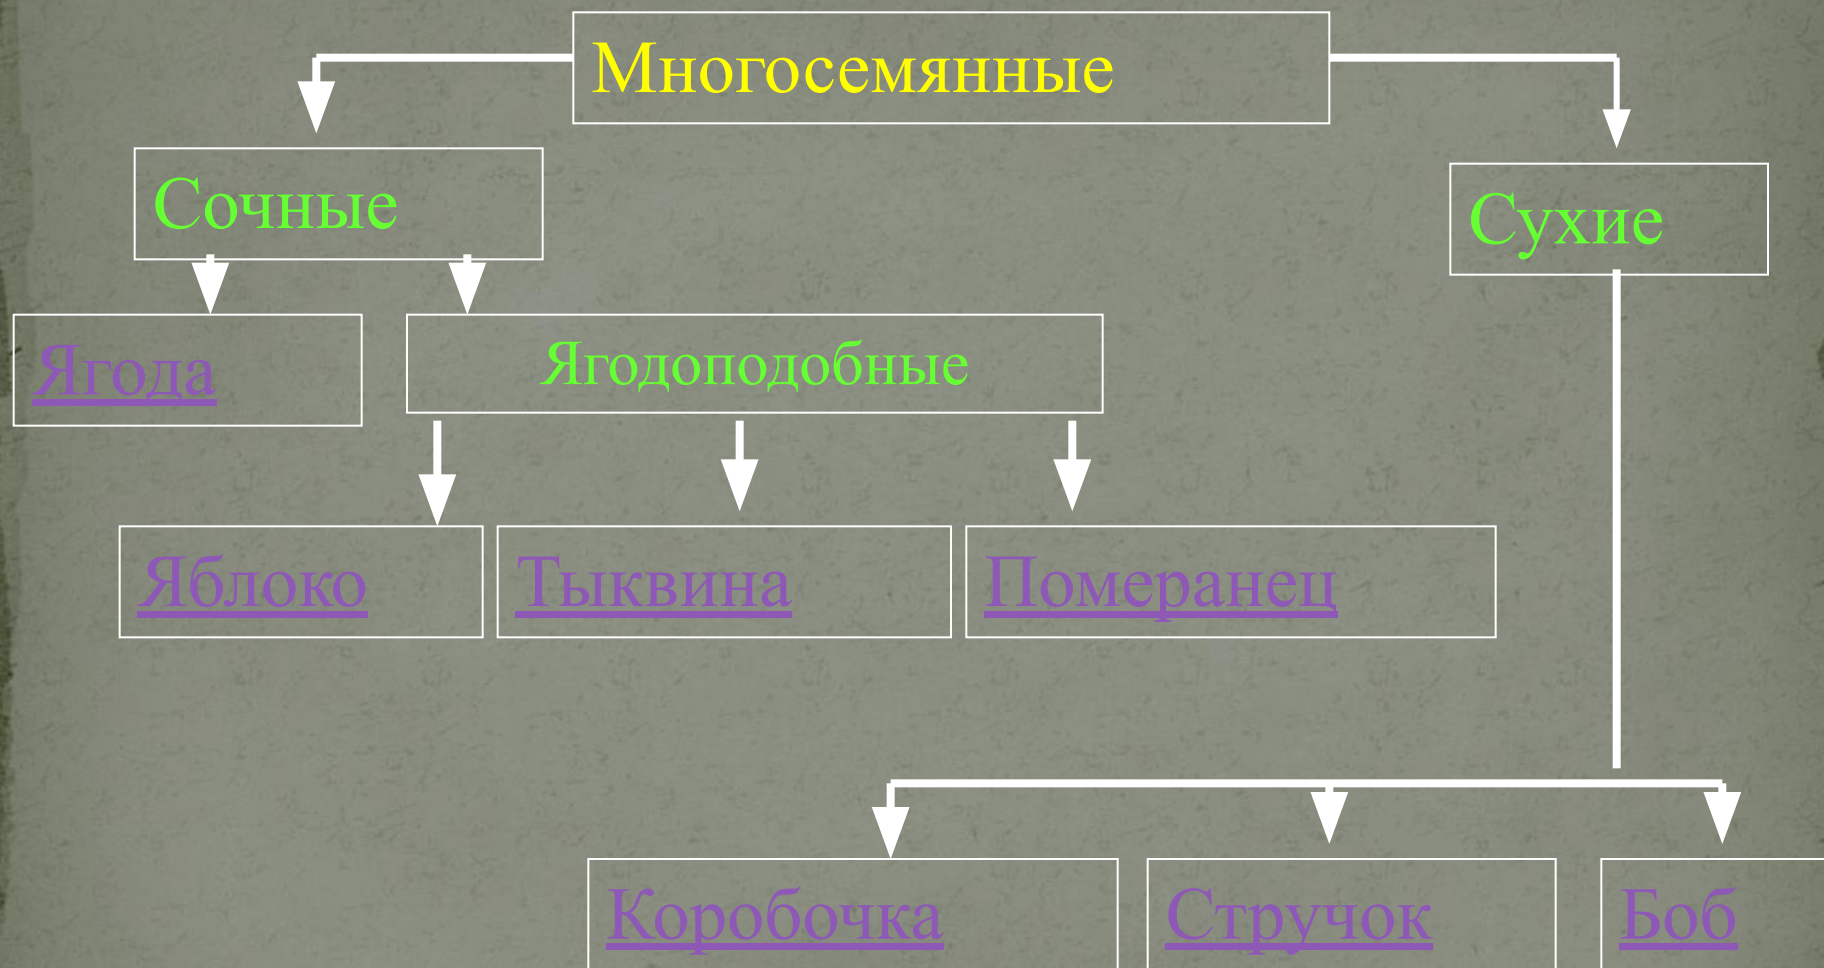 Многосемянные
Сочные
Сухие
Ягода
Ягодоподобные
Яблоко
Тыквина
Померанец
Коробочка
Стручок
Боб